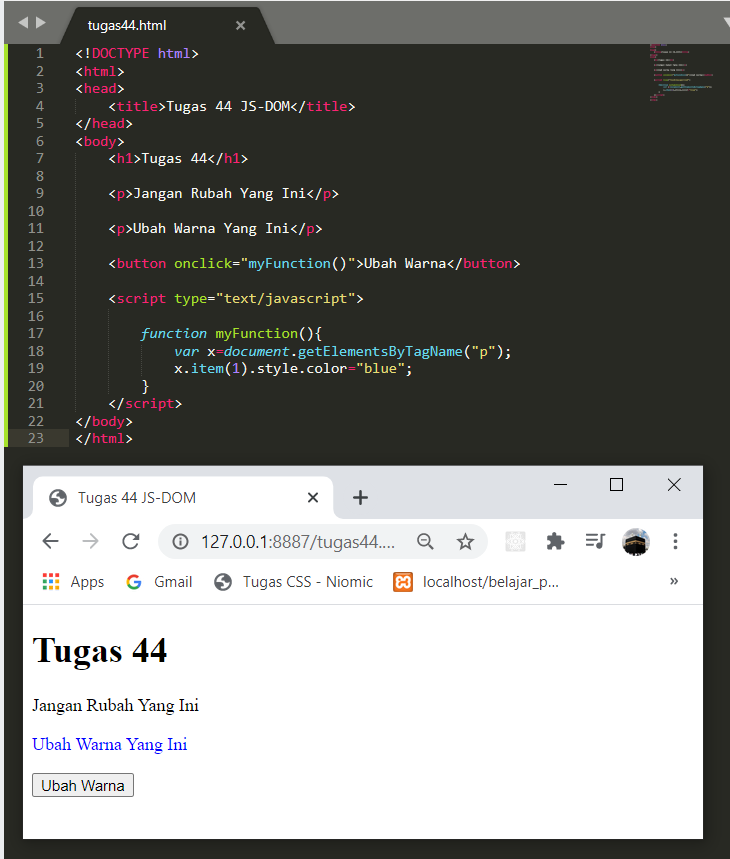 tugas44.html
1 <!DOCTYPE html>
2 <html>
3 <head>
4 <title>Tugas 44 JS-DOM</title>
5 </head>
6 <body>
7 <h1>Tugas 44</h1>
8
9 <p>Jangan Rubah Yang Ini</p>
10
11 <p>Ubah Warna Yang Ini</p>
12
13 <button onclick="myFunction()">Ubah Warna</button>
14
15 <script type="text/javascript">
16
17 function myFunction(){
18 var x=document.getElementsByTagName("p");
19 x.item(1).style.color="blue";
20 }
21 </script>
22 </body>
23 </html>
Tugas 44 JS-DOM
127.0.0.1:8887/tugas44....
Apps Gmail Tugas CSS - Niomic localhost/belajar_p... »
Tugas 44
Jangan Rubah Yang Ini
Ubah Warna Yang Ini
Ubah Warna